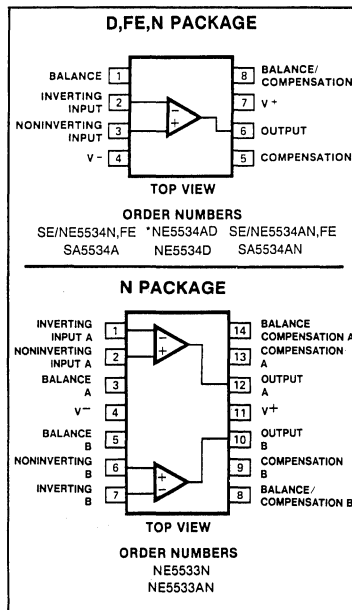 D,FE,N PACKAGE
BALANCE 1
8 BALANCE/
COMPENSATION
INVERTING
INPUT 2
7 V+
NONINVERTING
INPUT 3
6 OUTPUT
V− 4
5 COMPENSATION
−
+
TOP VIEW
ORDER NUMBERS
SE/NE5534N,FE *NE5534AD SE/NE5534AN,FE
SA5534A NE5534D SA5534AN
N PACKAGE
INVERTING
INPUT A 1
14 BALANCE
COMPENSATION A
NONINVERTING
INPUT A 2
13 COMPENSATION
A
BALANCE
A 3
12 OUTPUT
A
V− 4
11 V+
BALANCE
B 5
10 OUTPUT
B
NONINVERTING
B 6
9 COMPENSATION
B
INVERTING
B 7
8 BALANCE/
COMPENSATION B
−
+
+
−
TOP VIEW
ORDER NUMBERS
NE5533N
NE5533AN